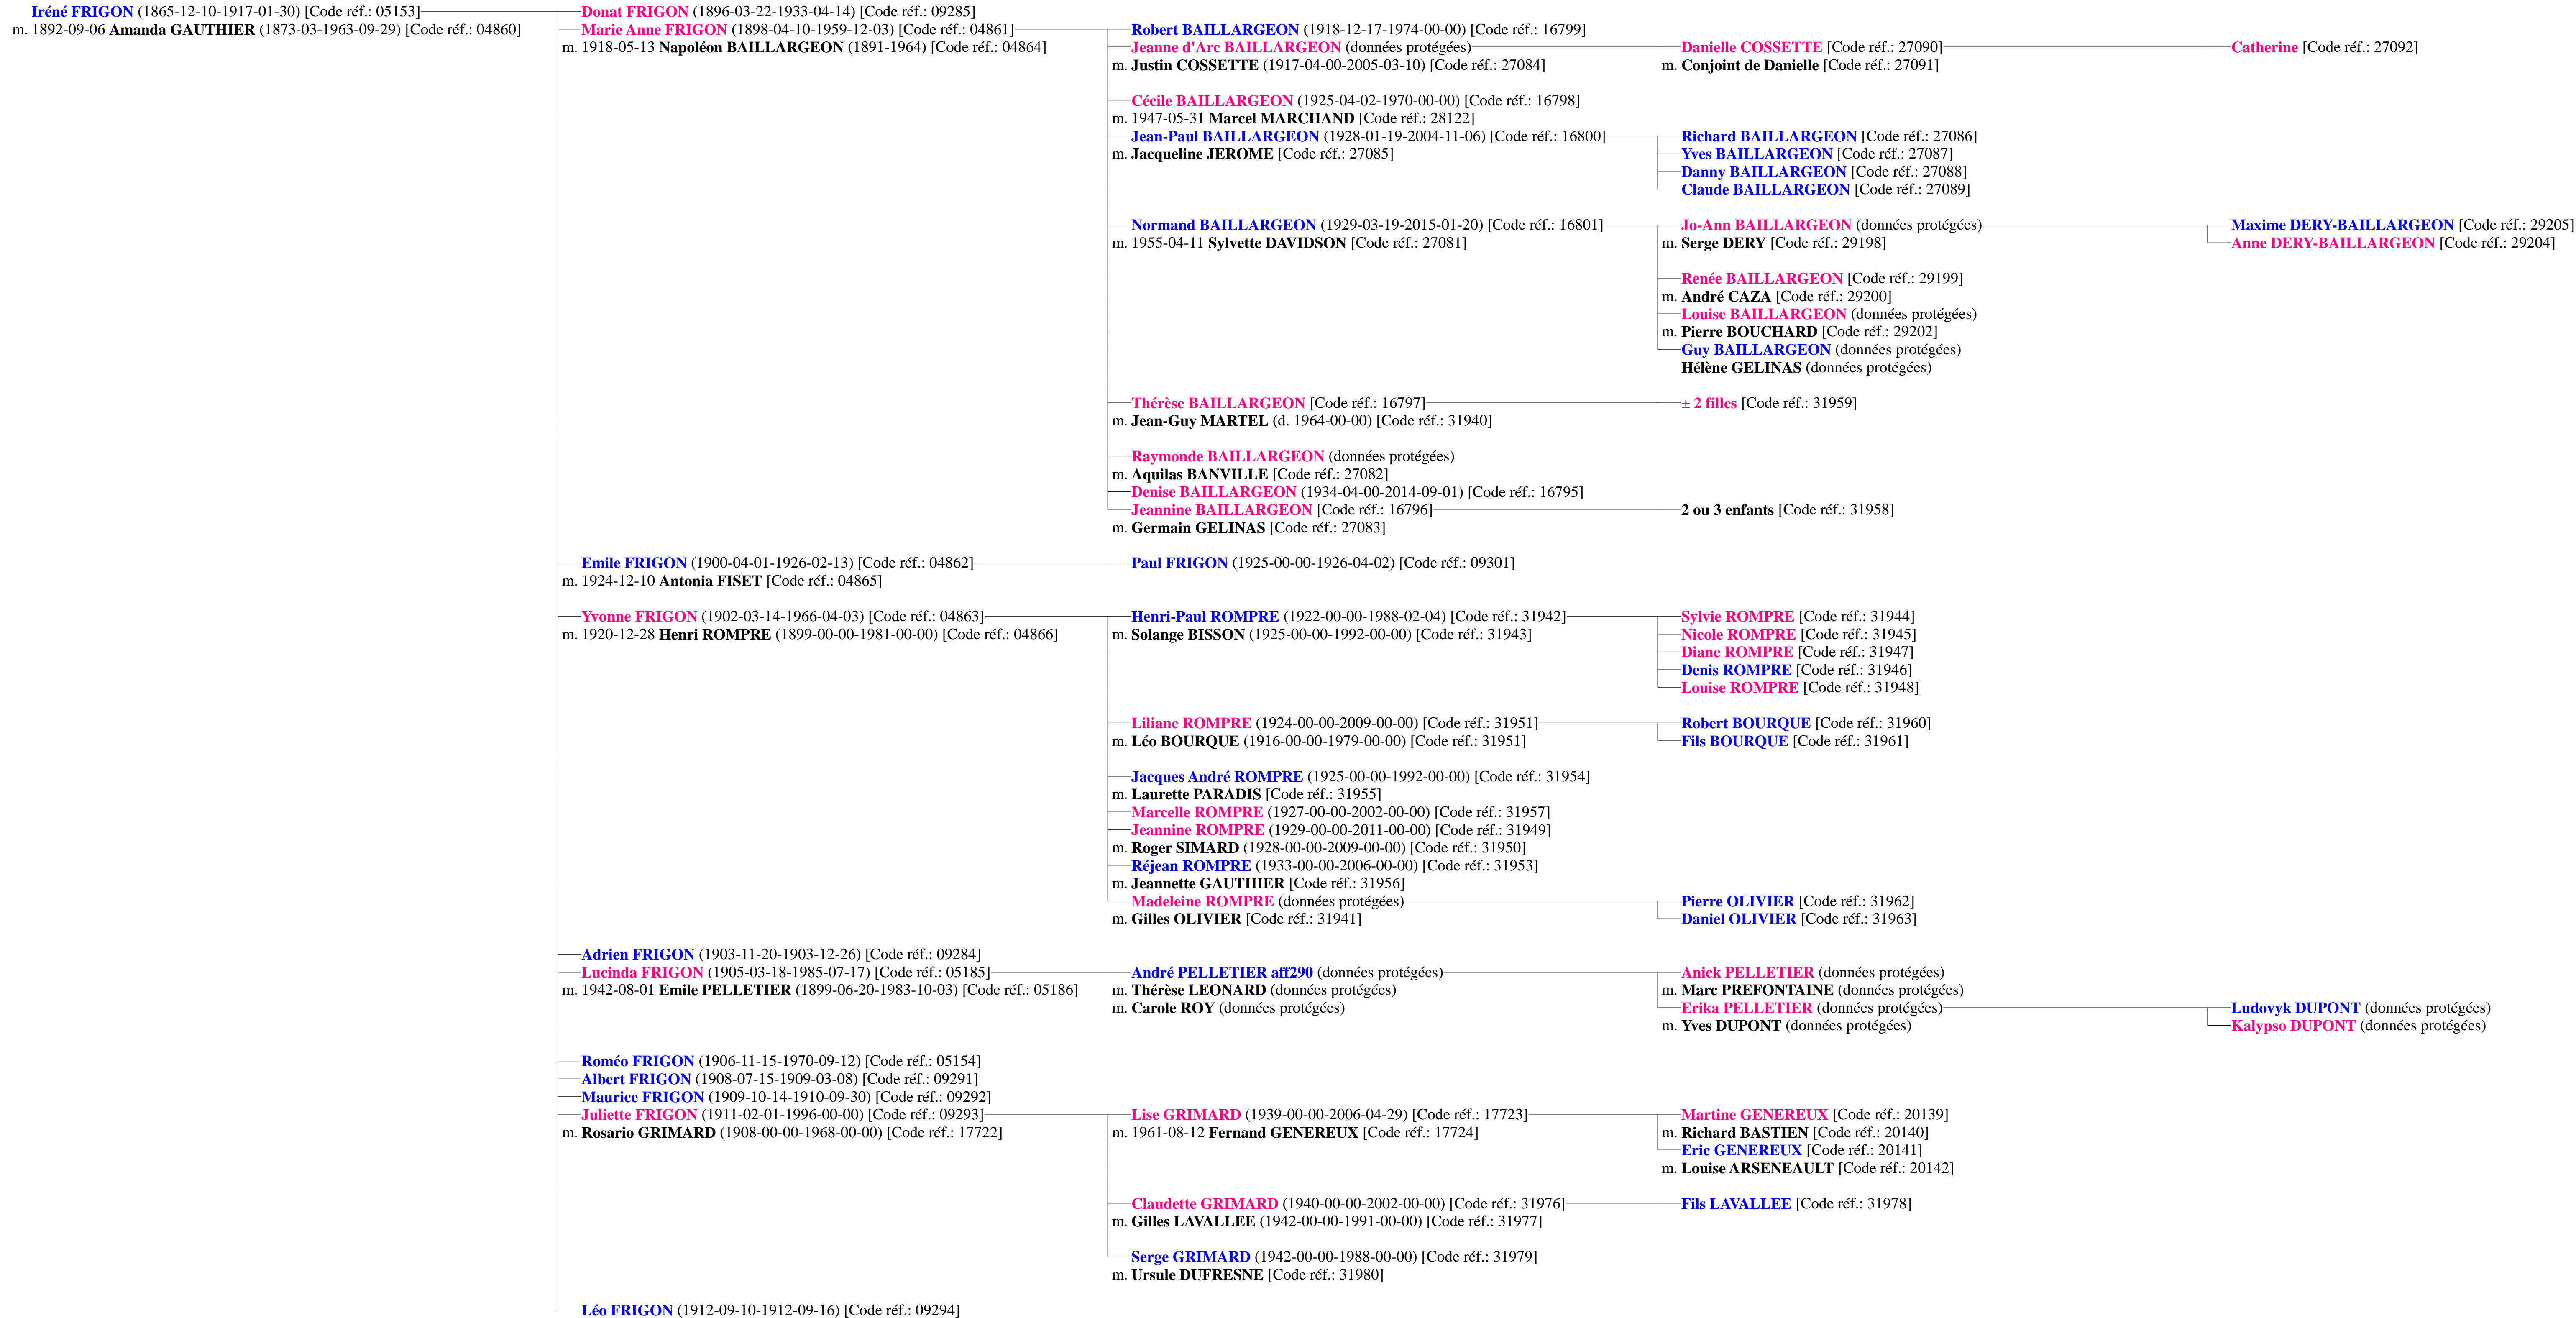 Iréné FRIGON (1865-12-10-1917-01-30) [Code réf.: 05153]
m. 1892-09-06 Amanda GAUTHIER (1873-03-1963-09-29) [Code réf.: 04860]
Donat FRIGON (1896-03-22-1933-04-14) [Code réf.: 09285]
Marie Anne FRIGON (1898-04-10-1959-12-03) [Code réf.: 04861]
m. 1918-05-13 Napoléon BAILLARGEON (1891-1964) [Code réf.: 04864]
Robert BAILLARGEON (1918-12-17-1974-00-00) [Code réf.: 16799]
Jeanne d'Arc BAILLARGEON (données protégées)
m. Justin COSSETTE (1917-04-00-2005-03-10) [Code réf.: 27084]
Danielle COSSETTE [Code réf.: 27090]
m. Conjoint de Danielle [Code réf.: 27091]
Catherine [Code réf.: 27092]
Cécile BAILLARGEON (1925-04-02-1970-00-00) [Code réf.: 16798]
m. 1947-05-31 Marcel MARCHAND [Code réf.: 28122]
Jean-Paul BAILLARGEON (1928-01-19-2004-11-06) [Code réf.: 16800]
m. Jacqueline JEROME [Code réf.: 27085]
Richard BAILLARGEON [Code réf.: 27086]
Yves BAILLARGEON [Code réf.: 27087]
Danny BAILLARGEON [Code réf.: 27088]
Claude BAILLARGEON [Code réf.: 27089]
Normand BAILLARGEON (1929-03-19-2015-01-20) [Code réf.: 16801]
m. 1955-04-11 Sylvette DAVIDSON [Code réf.: 27081]
Jo-Ann BAILLARGEON (données protégées)
m. Serge DERY [Code réf.: 29198]
Maxime DERY-BAILLARGEON [Code réf.: 29205]
Anne DERY-BAILLARGEON [Code réf.: 29204]
Renée BAILLARGEON [Code réf.: 29199]
m. André CAZA [Code réf.: 29200]
Louise BAILLARGEON (données protégées)
m. Pierre BOUCHARD [Code réf.: 29202]
Guy BAILLARGEON (données protégées)
Hélène GELINAS (données protégées)
Thérèse BAILLARGEON [Code réf.: 16797]
m. Jean-Guy MARTEL (d. 1964-00-00) [Code réf.: 31940]
± 2 filles [Code réf.: 31959]
Raymonde BAILLARGEON (données protégées)
m. Aquilas BANVILLE [Code réf.: 27082]
Denise BAILLARGEON (1934-04-00-2014-09-01) [Code réf.: 16795]
Jeannine BAILLARGEON [Code réf.: 16796]
m. Germain GELINAS [Code réf.: 27083]
2 ou 3 enfants [Code réf.: 31958]
Emile FRIGON (1900-04-01-1926-02-13) [Code réf.: 04862]
m. 1924-12-10 Antonia FISET [Code réf.: 04865]
Paul FRIGON (1925-00-00-1926-04-02) [Code réf.: 09301]
Yvonne FRIGON (1902-03-14-1966-04-03) [Code réf.: 04863]
m. 1920-12-28 Henri ROMPRE (1899-00-00-1981-00-00) [Code réf.: 04866]
Henri-Paul ROMPRE (1922-00-00-1988-02-04) [Code réf.: 31942]
m. Solange BISSON (1925-00-00-1992-00-00) [Code réf.: 31943]
Sylvie ROMPRE [Code réf.: 31944]
Nicole ROMPRE [Code réf.: 31945]
Diane ROMPRE [Code réf.: 31947]
Denis ROMPRE [Code réf.: 31946]
Louise ROMPRE [Code réf.: 31948]
Liliane ROMPRE (1924-00-00-2009-00-00) [Code réf.: 31951]
m. Léo BOURQUE (1916-00-00-1979-00-00) [Code réf.: 31951]
Robert BOURQUE [Code réf.: 31960]
Fils BOURQUE [Code réf.: 31961]
Jacques André ROMPRE (1925-00-00-1992-00-00) [Code réf.: 31954]
m. Laurette PARADIS [Code réf.: 31955]
Marcelle ROMPRE (1927-00-00-2002-00-00) [Code réf.: 31957]
Jeannine ROMPRE (1929-00-00-2011-00-00) [Code réf.: 31949]
m. Roger SIMARD (1928-00-00-2009-00-00) [Code réf.: 31950]
Réjean ROMPRE (1933-00-00-2006-00-00) [Code réf.: 31953]
m. Jeannette GAUTHIER [Code réf.: 31956]
Madeleine ROMPRE (données protégées)
m. Gilles OLIVIER [Code réf.: 31941]
Pierre OLIVIER [Code réf.: 31962]
Daniel OLIVIER [Code réf.: 31963]
Adrien FRIGON (1903-11-20-1903-12-26) [Code réf.: 09284]
Lucinda FRIGON (1905-03-18-1985-07-17) [Code réf.: 05185]
m. 1942-08-01 Emile PELLETIER (1899-06-20-1983-10-03) [Code réf.: 05186]
André PELLETIER aff290 (données protégées)
m. Thérèse LEONARD (données protégées)
m. Carole ROY (données protégées)
Anick PELLETIER (données protégées)
m. Marc PREFONTAINE (données protégées)
Erika PELLETIER (données protégées)
m. Yves DUPONT (données protégées)
Ludovyk DUPONT (données protégées)
Kalypso DUPONT (données protégées)
Roméo FRIGON (1906-11-15-1970-09-12) [Code réf.: 05154]
Albert FRIGON (1908-07-15-1909-03-08) [Code réf.: 09291]
Maurice FRIGON (1909-10-14-1910-09-30) [Code réf.: 09292]
Juliette FRIGON (1911-02-01-1996-00-00) [Code réf.: 09293]
m. Rosario GRIMARD (1908-00-00-1968-00-00) [Code réf.: 17722]
Lise GRIMARD (1939-00-00-2006-04-29) [Code réf.: 17723]
m. 1961-08-12 Fernand GENEREUX [Code réf.: 17724]
Martine GENEREUX [Code réf.: 20139]
m. Richard BASTIEN [Code réf.: 20140]
Eric GENEREUX [Code réf.: 20141]
m. Louise ARSENEAULT [Code réf.: 20142]
Claudette GRIMARD (1940-00-00-2002-00-00) [Code réf.: 31976]
m. Gilles LAVALLEE (1942-00-00-1991-00-00) [Code réf.: 31977]
Fils LAVALLEE [Code réf.: 31978]
Serge GRIMARD (1942-00-00-1988-00-00) [Code réf.: 31979]
m. Ursule DUFRESNE [Code réf.: 31980]
Léo FRIGON (1912-09-10-1912-09-16) [Code réf.: 09294]